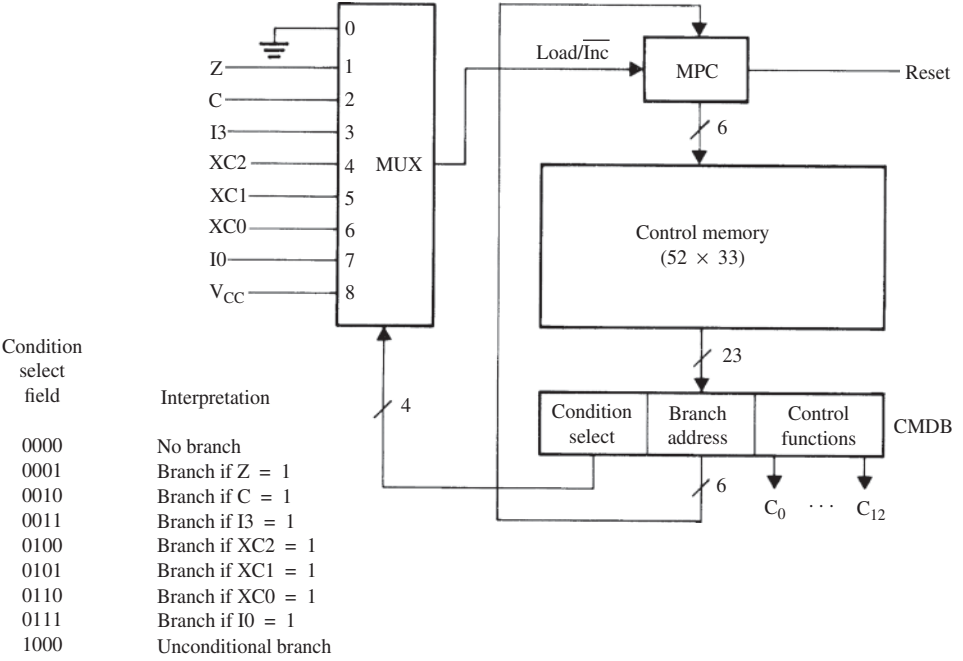 0
Z
1
C
2
I3
3
XC2
4
XC1
5
XC0
6
I0
7
V_CC
8
MUX
Load/I̅n̅c̅
MPC
Reset
6
Control memory
(52 × 33)
23
Condition
select
Branch
address
Control
functions
CMDB
4
6
C_0 · · · C_12
Condition
select
field
Interpretation
0000 No branch
0001 Branch if Z = 1
0010 Branch if C = 1
0011 Branch if I3 = 1
0100 Branch if XC2 = 1
0101 Branch if XC1 = 1
0110 Branch if XC0 = 1
0111 Branch if I0 = 1
1000 Unconditional branch